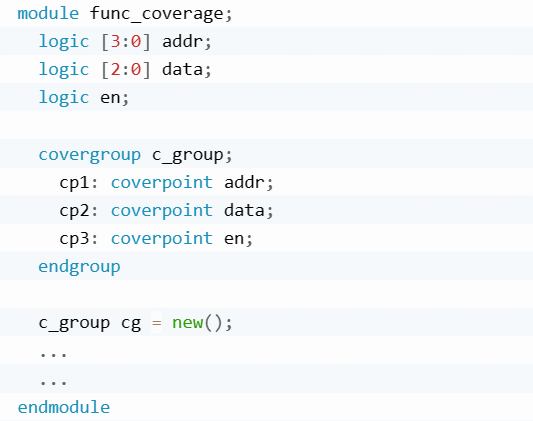 module func_coverage;
logic [3:0] addr;
logic [2:0] data;
logic en;
covergroup c_group;
cp1: coverpoint addr;
cp2: coverpoint data;
cp3: coverpoint en;
endgroup
c_group cg = new();
...
...
endmodule